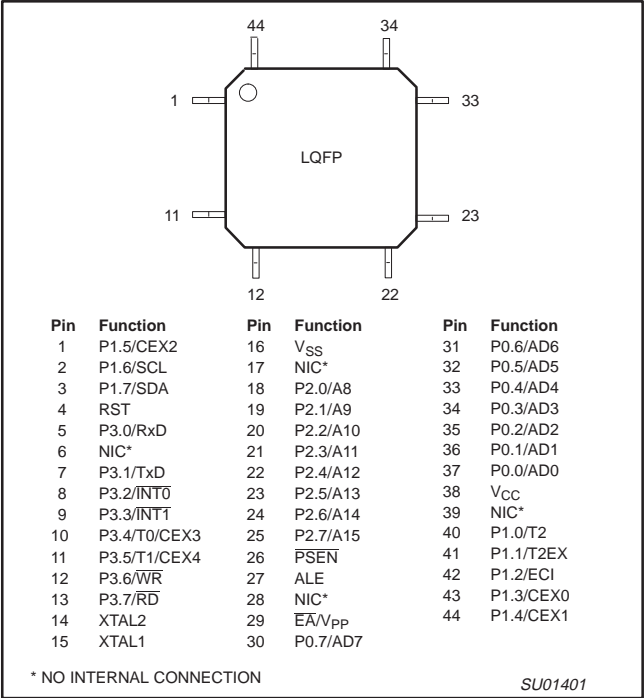 44 34
1 33
LQFP
11 23
12 22
Pin Function Pin Function Pin Function
1 P1.5/CEX2 16 VSS 31 P0.6/AD6
2 P1.6/SCL 17 NIC* 32 P0.5/AD5
3 P1.7/SDA 18 P2.0/A8 33 P0.4/AD4
4 RST 19 P2.1/A9 34 P0.3/AD3
5 P3.0/RxD 20 P2.2/A10 35 P0.2/AD2
6 NIC* 21 P2.3/A11 36 P0.1/AD1
7 P3.1/TxD 22 P2.4/A12 37 P0.0/AD0
8 P3.2/INT0 23 P2.5/A13 38 VCC
9 P3.3/INT1 24 P2.6/A14 39 NIC*
10 P3.4/T0/CEX3 25 P2.7/A15 40 P1.0/T2
11 P3.5/T1/CEX4 26 PSEN 41 P1.1/T2EX
12 P3.6/WR 27 ALE 42 P1.2/ECI
13 P3.7/RD 28 NIC* 43 P1.3/CEX0
14 XTAL2 29 EA/VPP 44 P1.4/CEX1
15 XTAL1 30 P0.7/AD7
* NO INTERNAL CONNECTION
SU01401